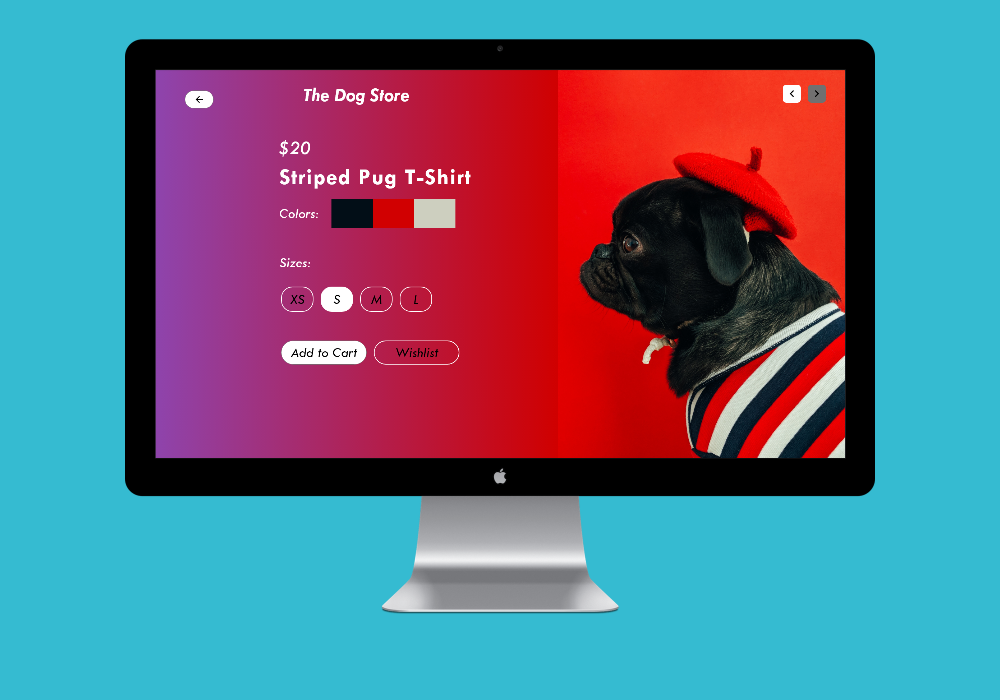 The Dog Store
$20
Striped Pug T-Shirt
Colors:
Sizes:
XS S M L
Add to Cart Wishlist